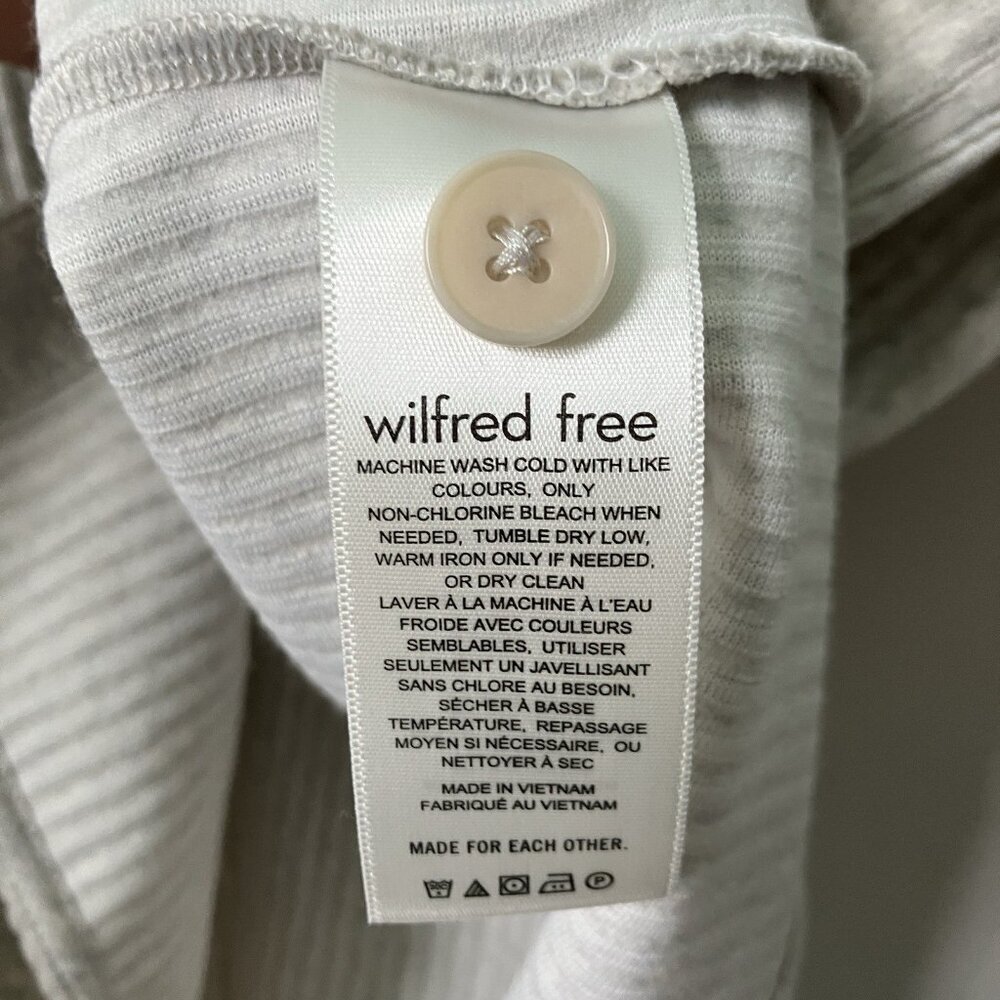 wilfred free
MACHINE WASH COLD WITH LIKE
COLOURS, ONLY
NON-CHLORINE BLEACH WHEN
NEEDED, TUMBLE DRY LOW,
WARM IRON ONLY IF NEEDED,
OR DRY CLEAN
LAVER À LA MACHINE À L'EAU
FROIDE AVEC COULEURS
SEMBLABLES, UTILISER
SEULEMENT UN JAVELLISANT
SANS CHLORE AU BESOIN,
SÉCHER À BASSE
TEMPÉRATURE, REPASSAGE
MOYEN SI NÉCESSAIRE, OU
NETTOYER À SEC
MADE IN VIETNAM
FABRIQUÉ AU VIETNAM
MADE FOR EACH OTHER.
P